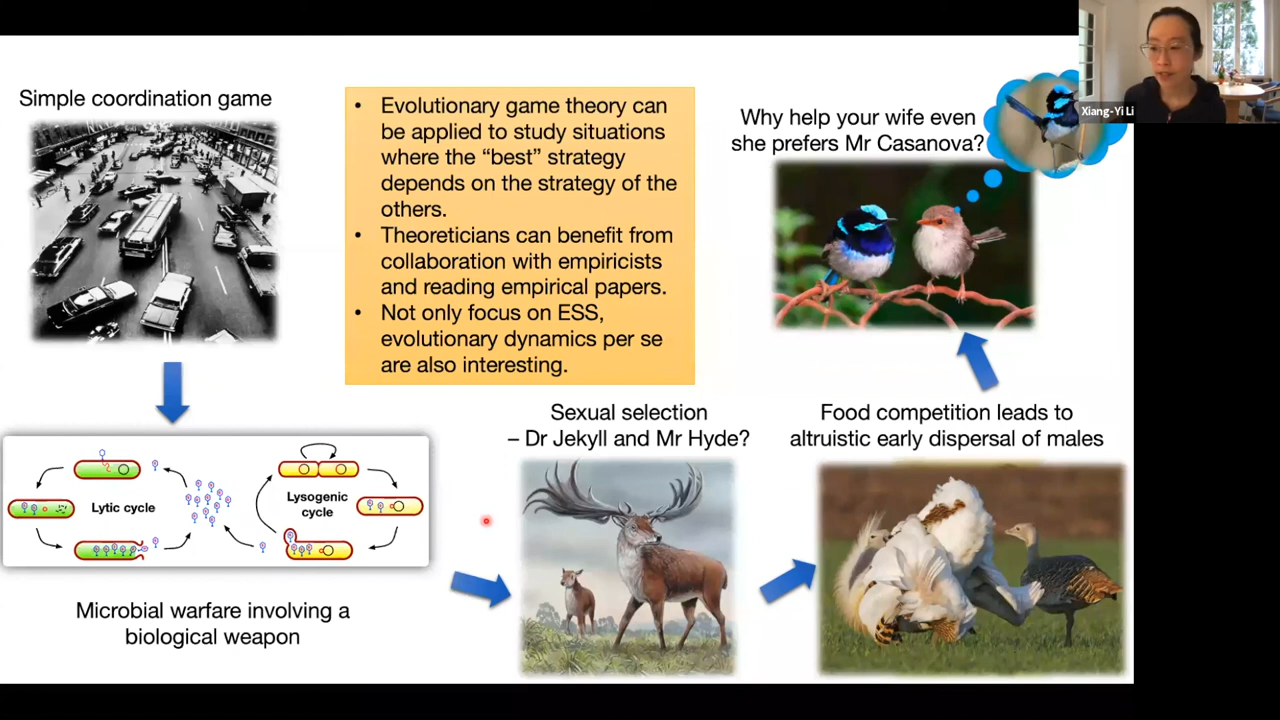 Simple coordination game
• Evolutionary game theory can
be applied to study situations
where the “best” strategy
depends on the strategy of the
others.
• Theoreticians can benefit from
collaboration with empiricists
and reading empirical papers.
• Not only focus on ESS,
evolutionary dynamics per se
are also interesting.
Why help your wife even
she prefers Mr Casanova?
Xiang-Yi Li
Lytic cycle
Lysogenic
cycle
Microbial warfare involving a
biological weapon
Sexual selection
– Dr Jekyll and Mr Hyde?
Food competition leads to
altruistic early dispersal of males